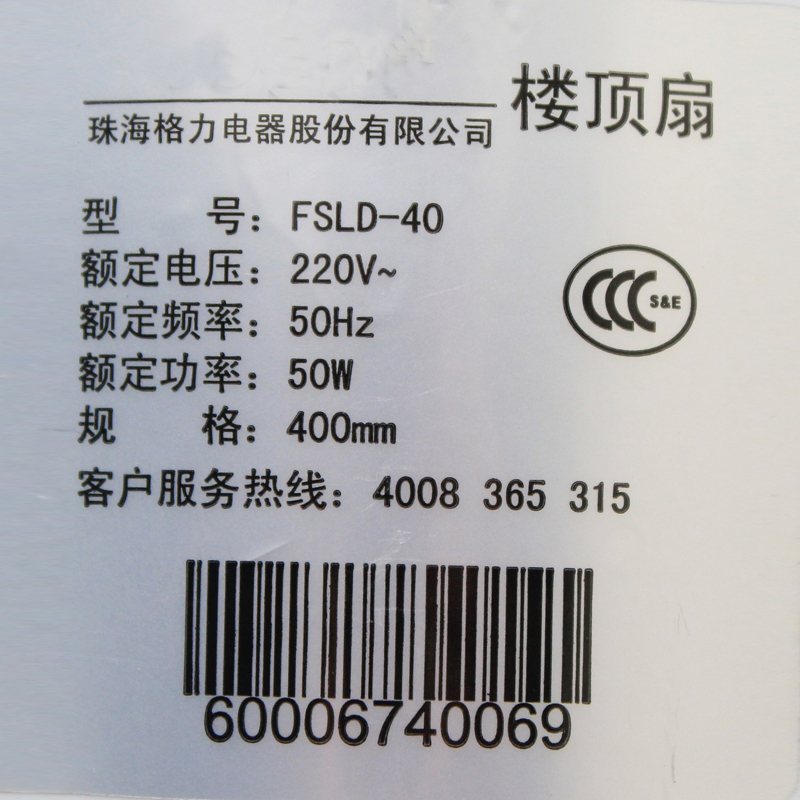 楼顶扇
珠海格力电器股份有限公司
型 号：FSLD-40
额定电压：220V~
额定频率：50Hz
额定功率：50W
规 格：400mm
客户服务热线：4008 365 315
CCC S&E
60006740069